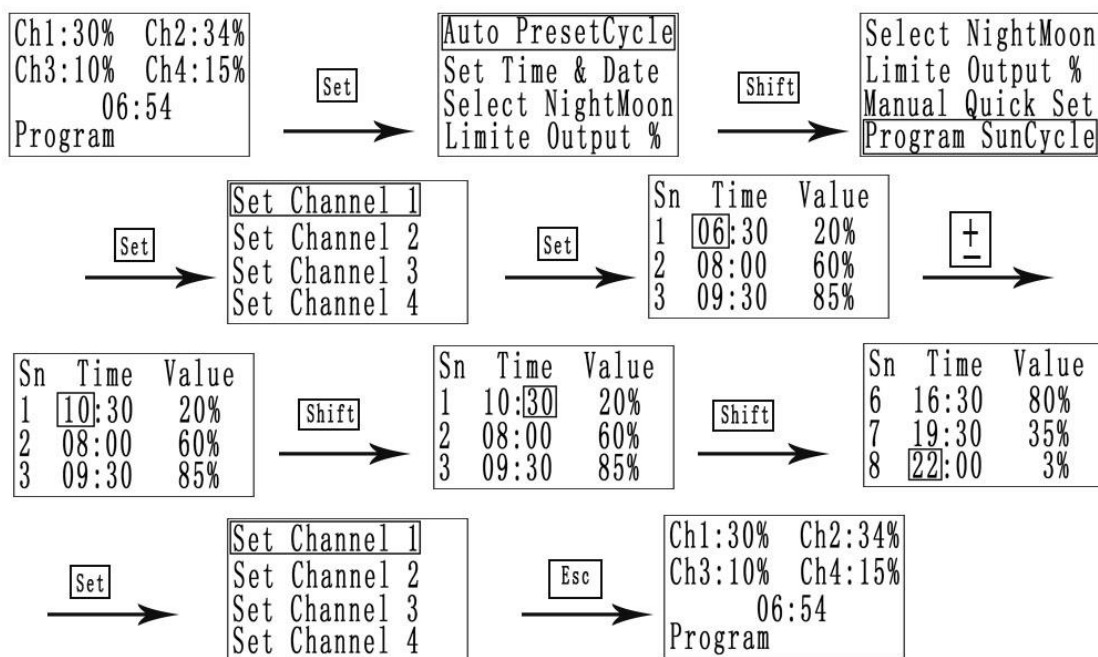 Ch1:30% Ch2:34%
Ch3:10% Ch4:15%
06:54
Program
Set
Auto PresetCycle
Set Time & Date
Select NightMoon
Limite Output %
Shift
Select NightMoon
Limite Output %
Manual Quick Set
Program SunCycle
Set
Set Channel 1
Set Channel 2
Set Channel 3
Set Channel 4
Set
Sn Time Value
1 06:30 20%
2 08:00 60%
3 09:30 85%
+
-
Sn Time Value
1 10:30 20%
2 08:00 60%
3 09:30 85%
Shift
Sn Time Value
1 10:30 20%
2 08:00 60%
3 09:30 85%
Shift
Sn Time Value
6 16:30 80%
7 19:30 35%
8 22:00 3%
Set
Set Channel 1
Set Channel 2
Set Channel 3
Set Channel 4
Esc
Ch1:30% Ch2:34%
Ch3:10% Ch4:15%
06:54
Program